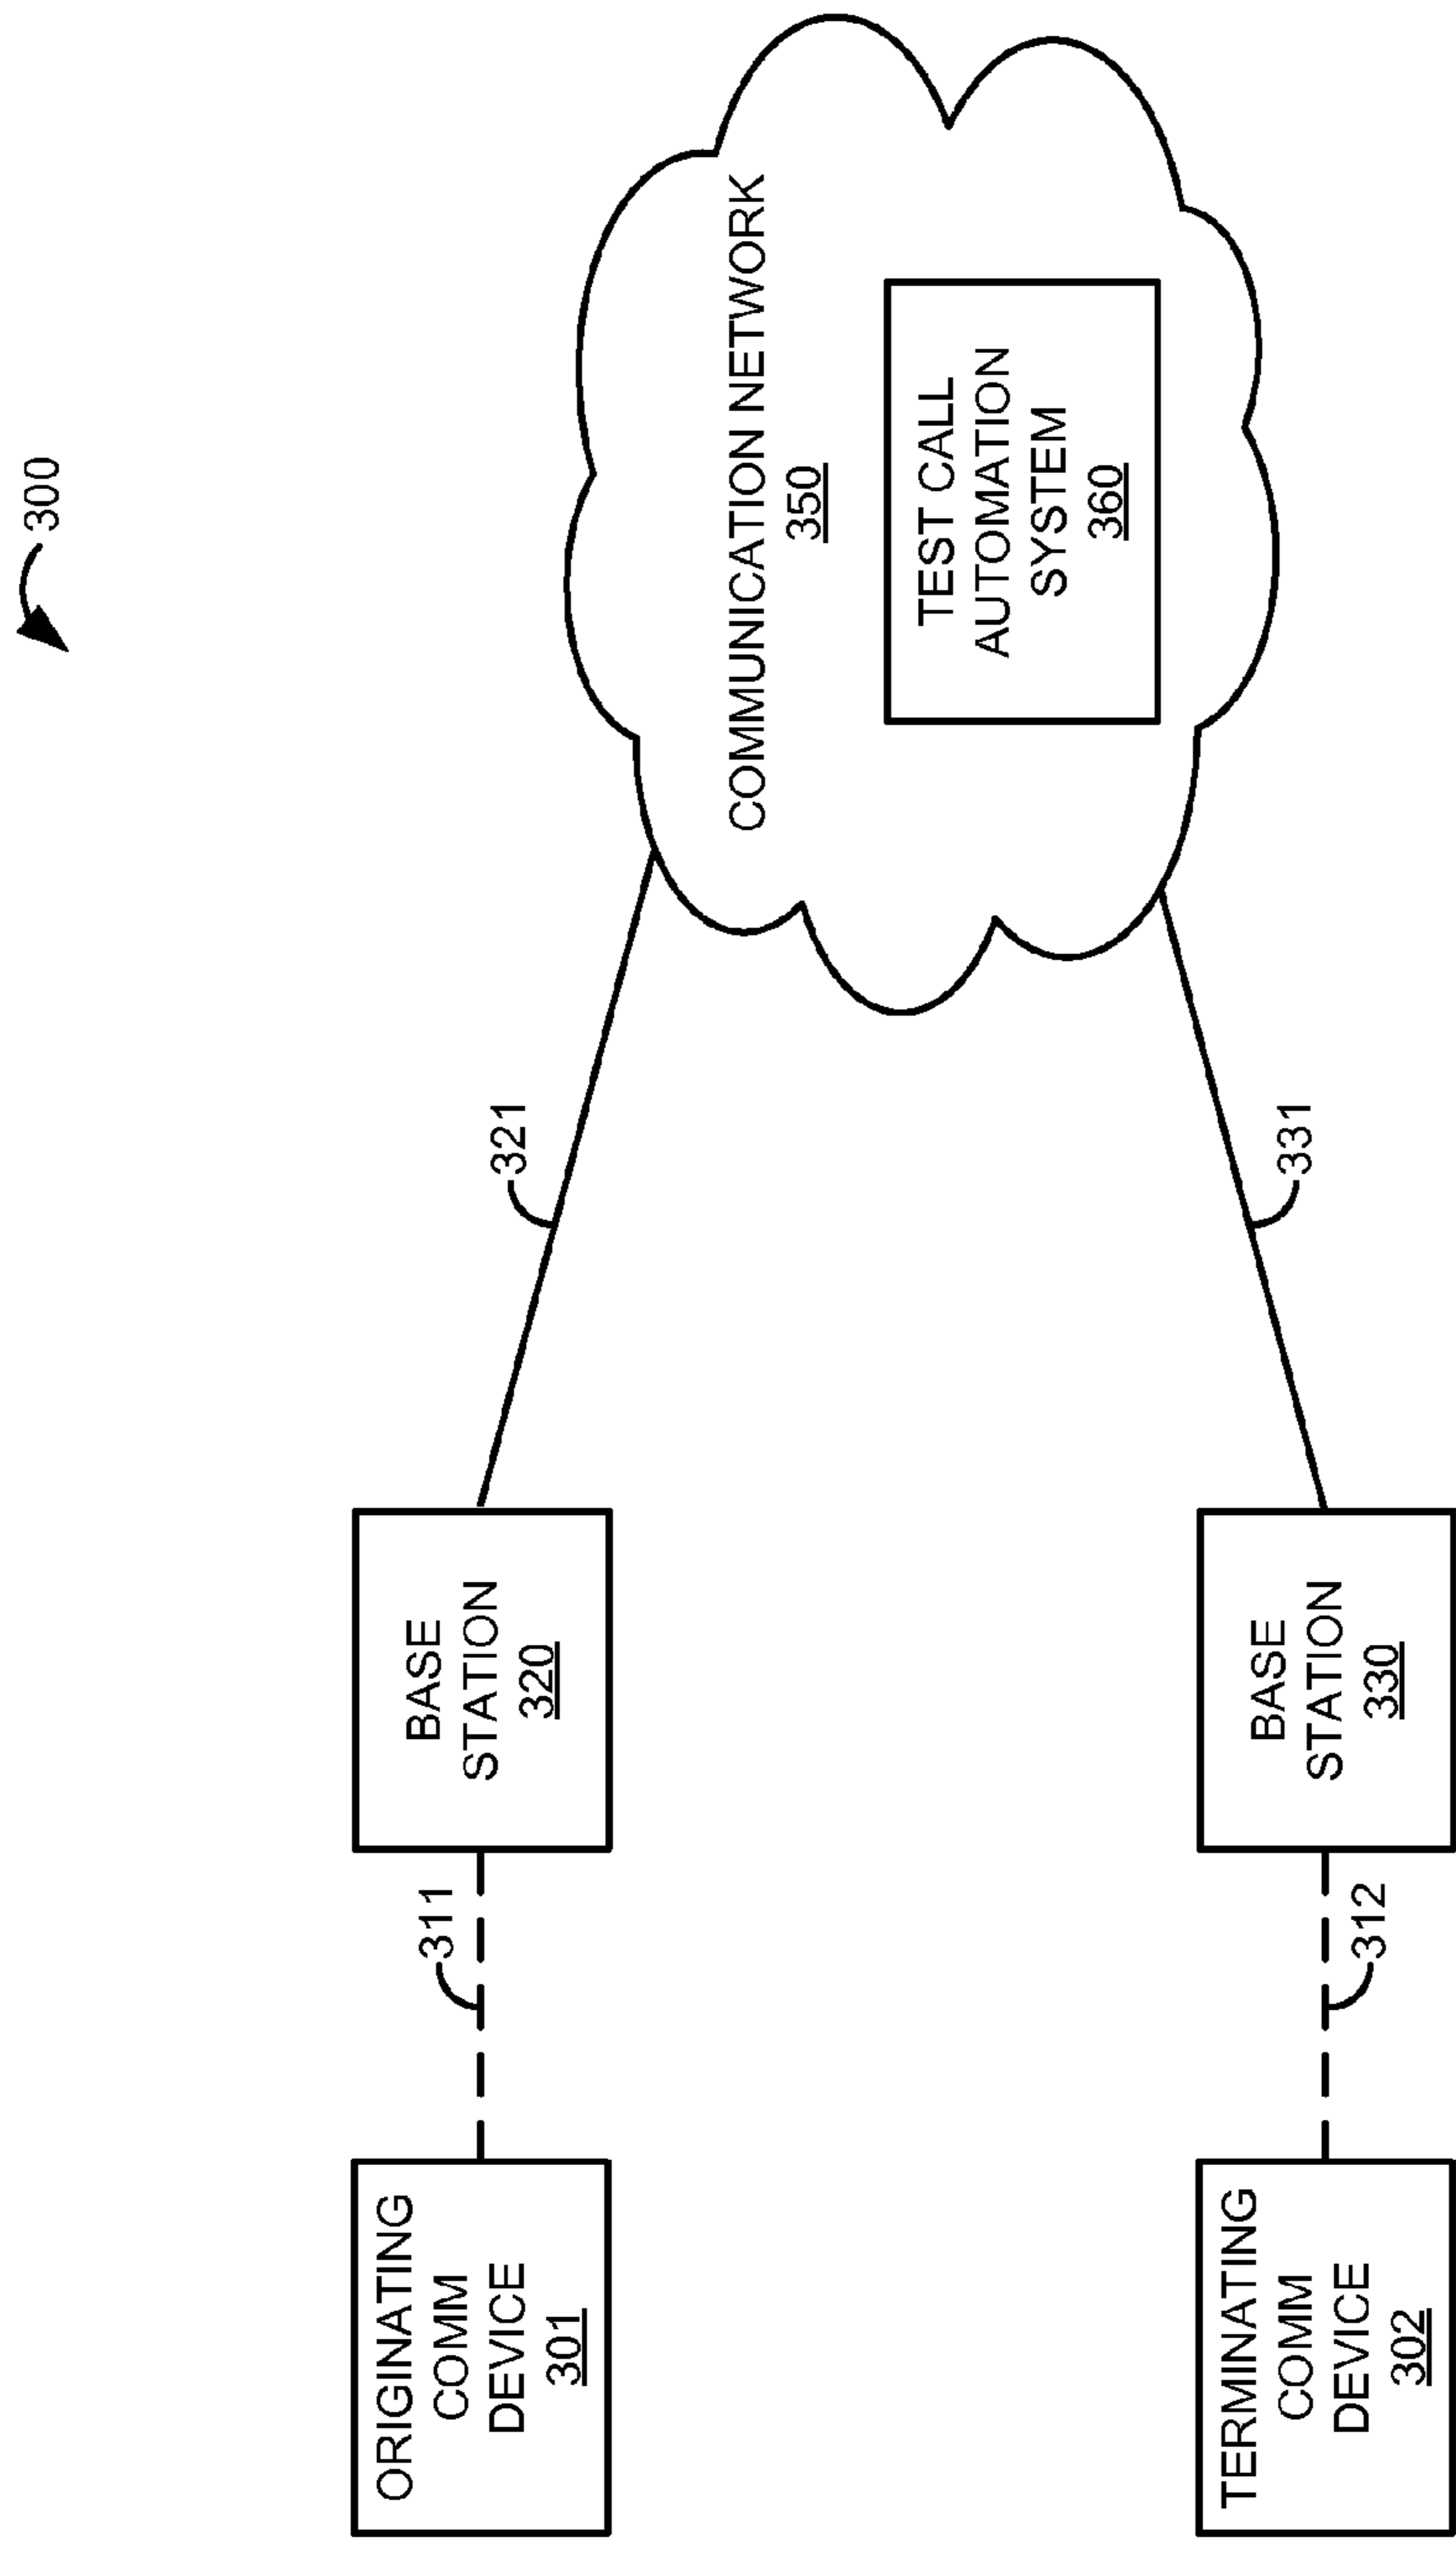 300
ORIGINATING
COMM
DEVICE
301
311
BASE
STATION
320
321
COMMUNICATION NETWORK
350
TEST CALL
AUTOMATION
SYSTEM
360
TERMINATING
COMM
DEVICE
302
312
BASE
STATION
330
331